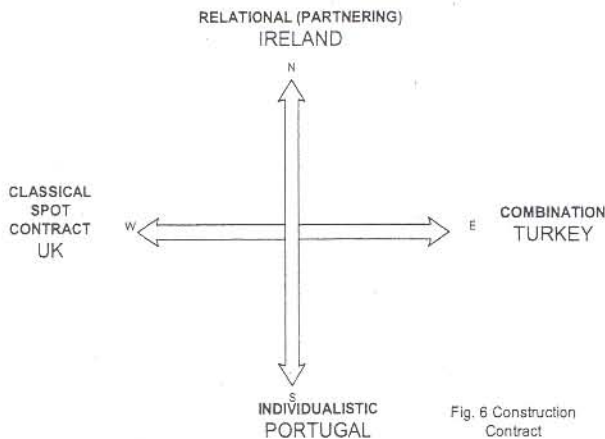 RELATIONAL (PARTNERING)
IRELAND
N
CLASSICAL
SPOT
CONTRACT
UK
W
E
COMBINATION
TURKEY
S
INDIVIDUALISTIC
PORTUGAL
Fig. 6 Construction
Contract